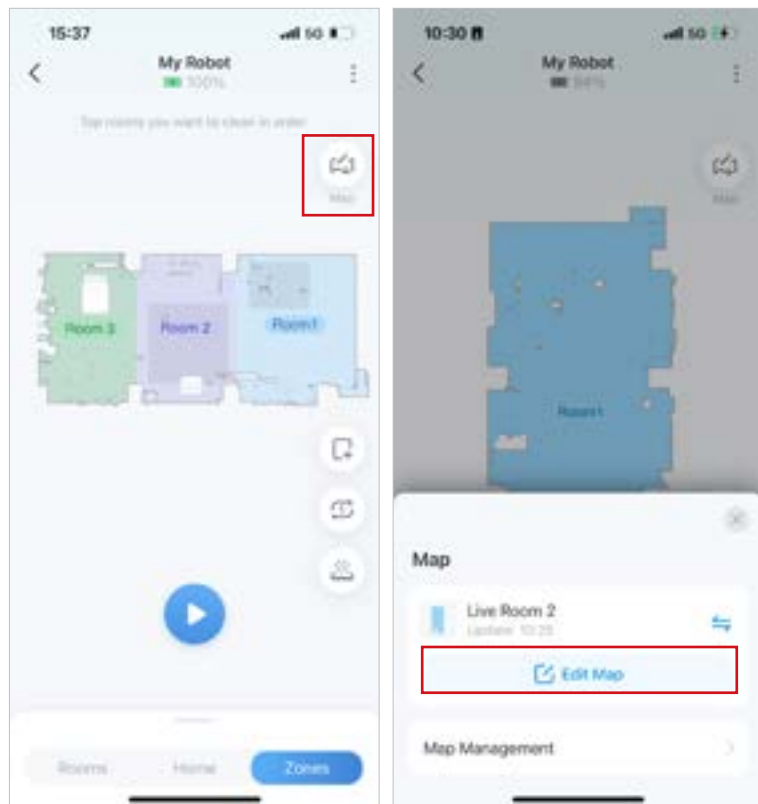 15:37
5G
My Robot
100%
Tap rooms you want to clean in order
Map
Room 3
Room 2
Room1
Rooms
Home
Zones
10:30
5G
My Robot
Map
Room1
Map
Live Room 2
Update: 10:28
Edit Map
Map Management